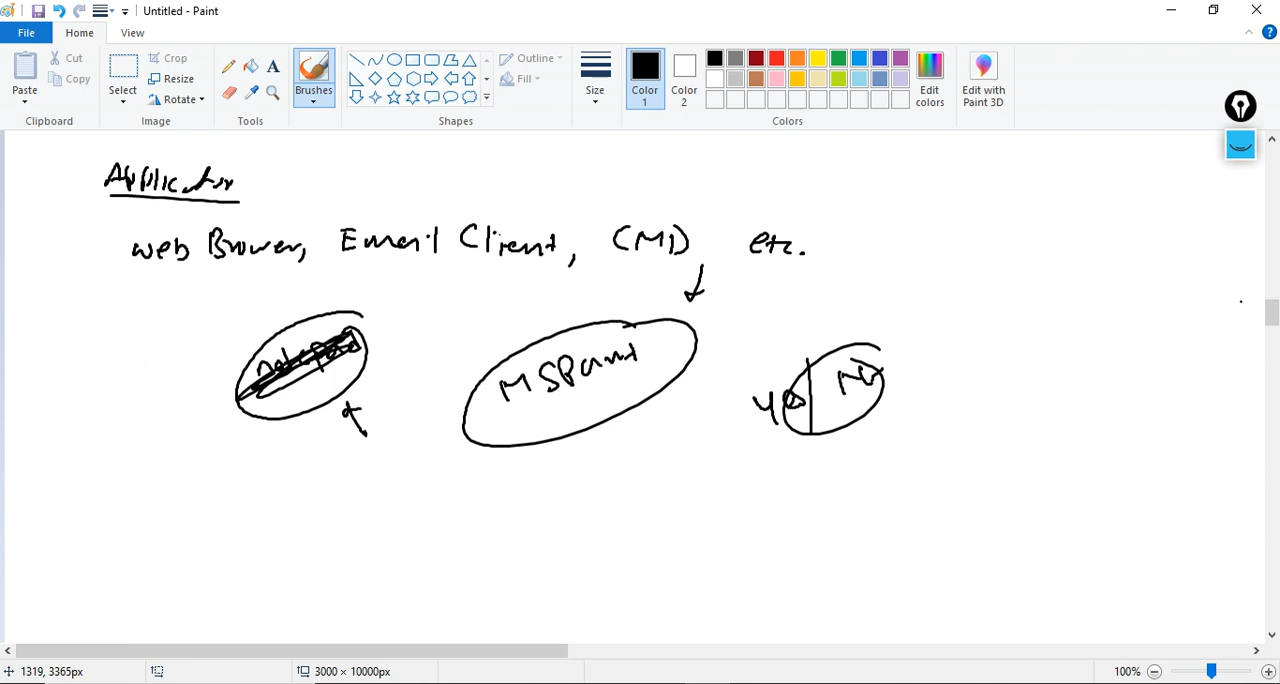 Untitled - Paint
File Home View
Paste Cut Copy Clipboard
Select Crop Resize Rotate Image
A Tools
Brushes
Outline Fill Shapes
Size
Color 1 Color 2 Edit colors Colors
Edit with Paint 3D
Application
web Browser, Email Client, (MI) etc.
notepad MSPaint Yes No
1319, 3365px 3000 × 10000px 100%